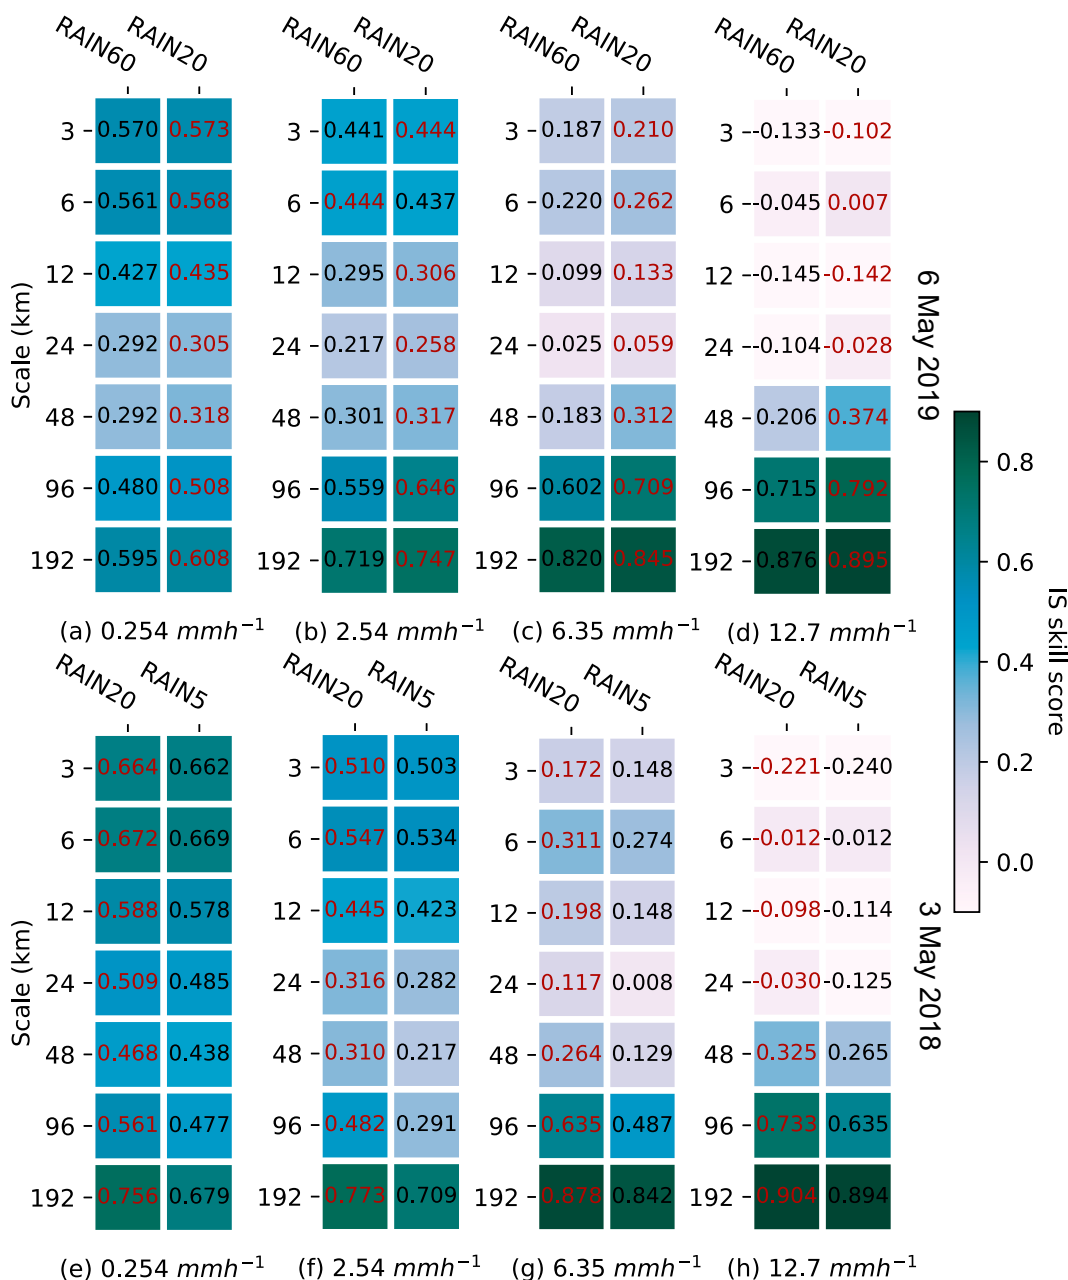 RAIN60 RAIN20 RAIN60 RAIN20 RAIN60 RAIN20 RAIN60 RAIN20
3 0.570 0.573 3 0.441 0.444 3 0.187 0.210 3 -0.133 -0.102
6 0.561 0.568 6 0.444 0.437 6 0.220 0.262 6 -0.045 0.007
12 0.427 0.435 12 0.295 0.306 12 0.099 0.133 12 -0.145 -0.142
24 0.292 0.305 24 0.217 0.258 24 0.025 0.059 24 -0.104 -0.028
48 0.292 0.318 48 0.301 0.317 48 0.183 0.312 48 0.206 0.374
96 0.480 0.508 96 0.559 0.646 96 0.602 0.709 96 0.715 0.792
192 0.595 0.608 192 0.719 0.747 192 0.820 0.845 192 0.876 0.895
Scale (km)
6 May 2019
(a) 0.254 mmh⁻¹ (b) 2.54 mmh⁻¹ (c) 6.35 mmh⁻¹ (d) 12.7 mmh⁻¹
RAIN20 RAIN5 RAIN20 RAIN5 RAIN20 RAIN5 RAIN20 RAIN5
3 0.664 0.662 3 0.510 0.503 3 0.172 0.148 3 -0.221 -0.240
6 0.672 0.669 6 0.547 0.534 6 0.311 0.274 6 -0.012 -0.012
12 0.588 0.578 12 0.445 0.423 12 0.198 0.148 12 -0.098 -0.114
24 0.509 0.485 24 0.316 0.282 24 0.117 0.008 24 -0.030 -0.125
48 0.468 0.438 48 0.310 0.217 48 0.264 0.129 48 0.325 0.265
96 0.561 0.477 96 0.482 0.291 96 0.635 0.487 96 0.733 0.635
192 0.756 0.679 192 0.773 0.709 192 0.878 0.842 192 0.904 0.894
Scale (km)
3 May 2018
(e) 0.254 mmh⁻¹ (f) 2.54 mmh⁻¹ (g) 6.35 mmh⁻¹ (h) 12.7 mmh⁻¹
0.8
0.6
0.4
0.2
0.0
IS skill score